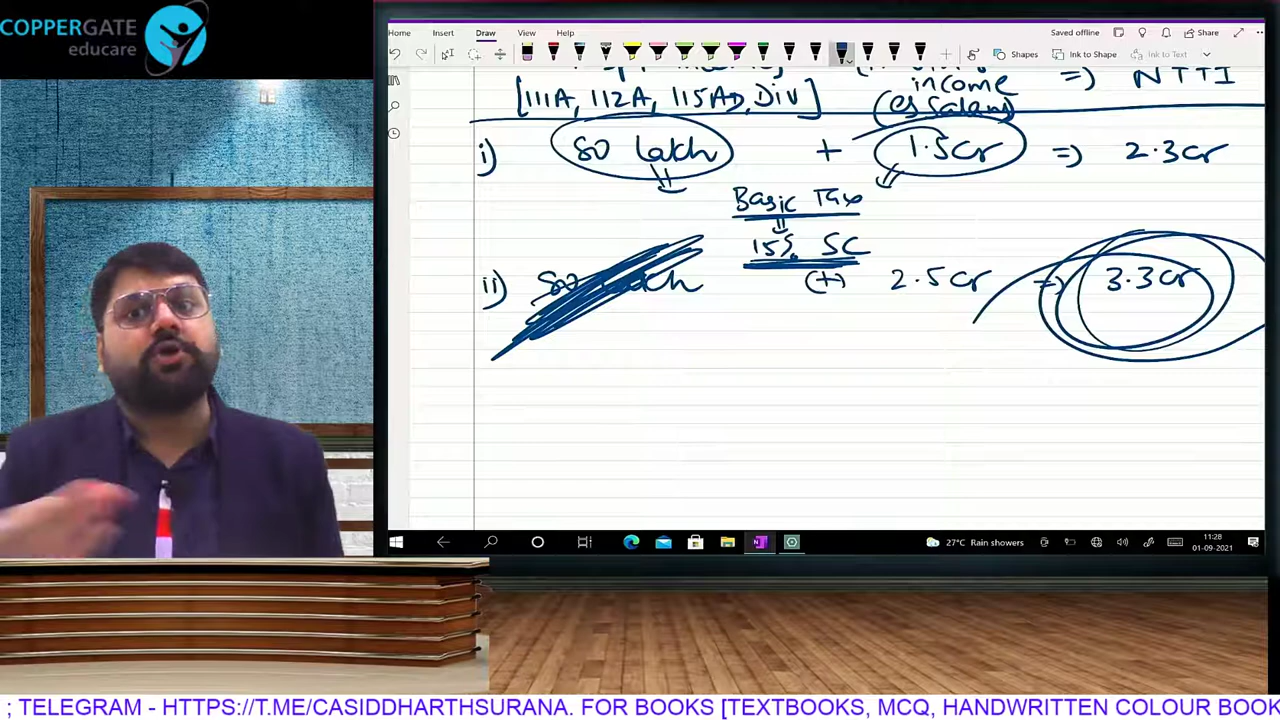 COPPERGATE
educare
Home Insert Draw View Help Saved offline Share
Shapes Ink to Shape Ink to Text
income => NTTI
[111A, 112A, 115AD, Div]
(eg salary)
i) 80 lakh + 1.5cr => 2.3cr
Basic Tax
15% SC
ii) (+) 2.5cr => 3.3cr
27°C Rain showers
11:28
01-09-2021
; TELEGRAM - HTTPS://T.ME/CASIDDHARTHSURANA. FOR BOOKS [TEXTBOOKS, MCQ, HANDWRITTEN COLOUR BOOK